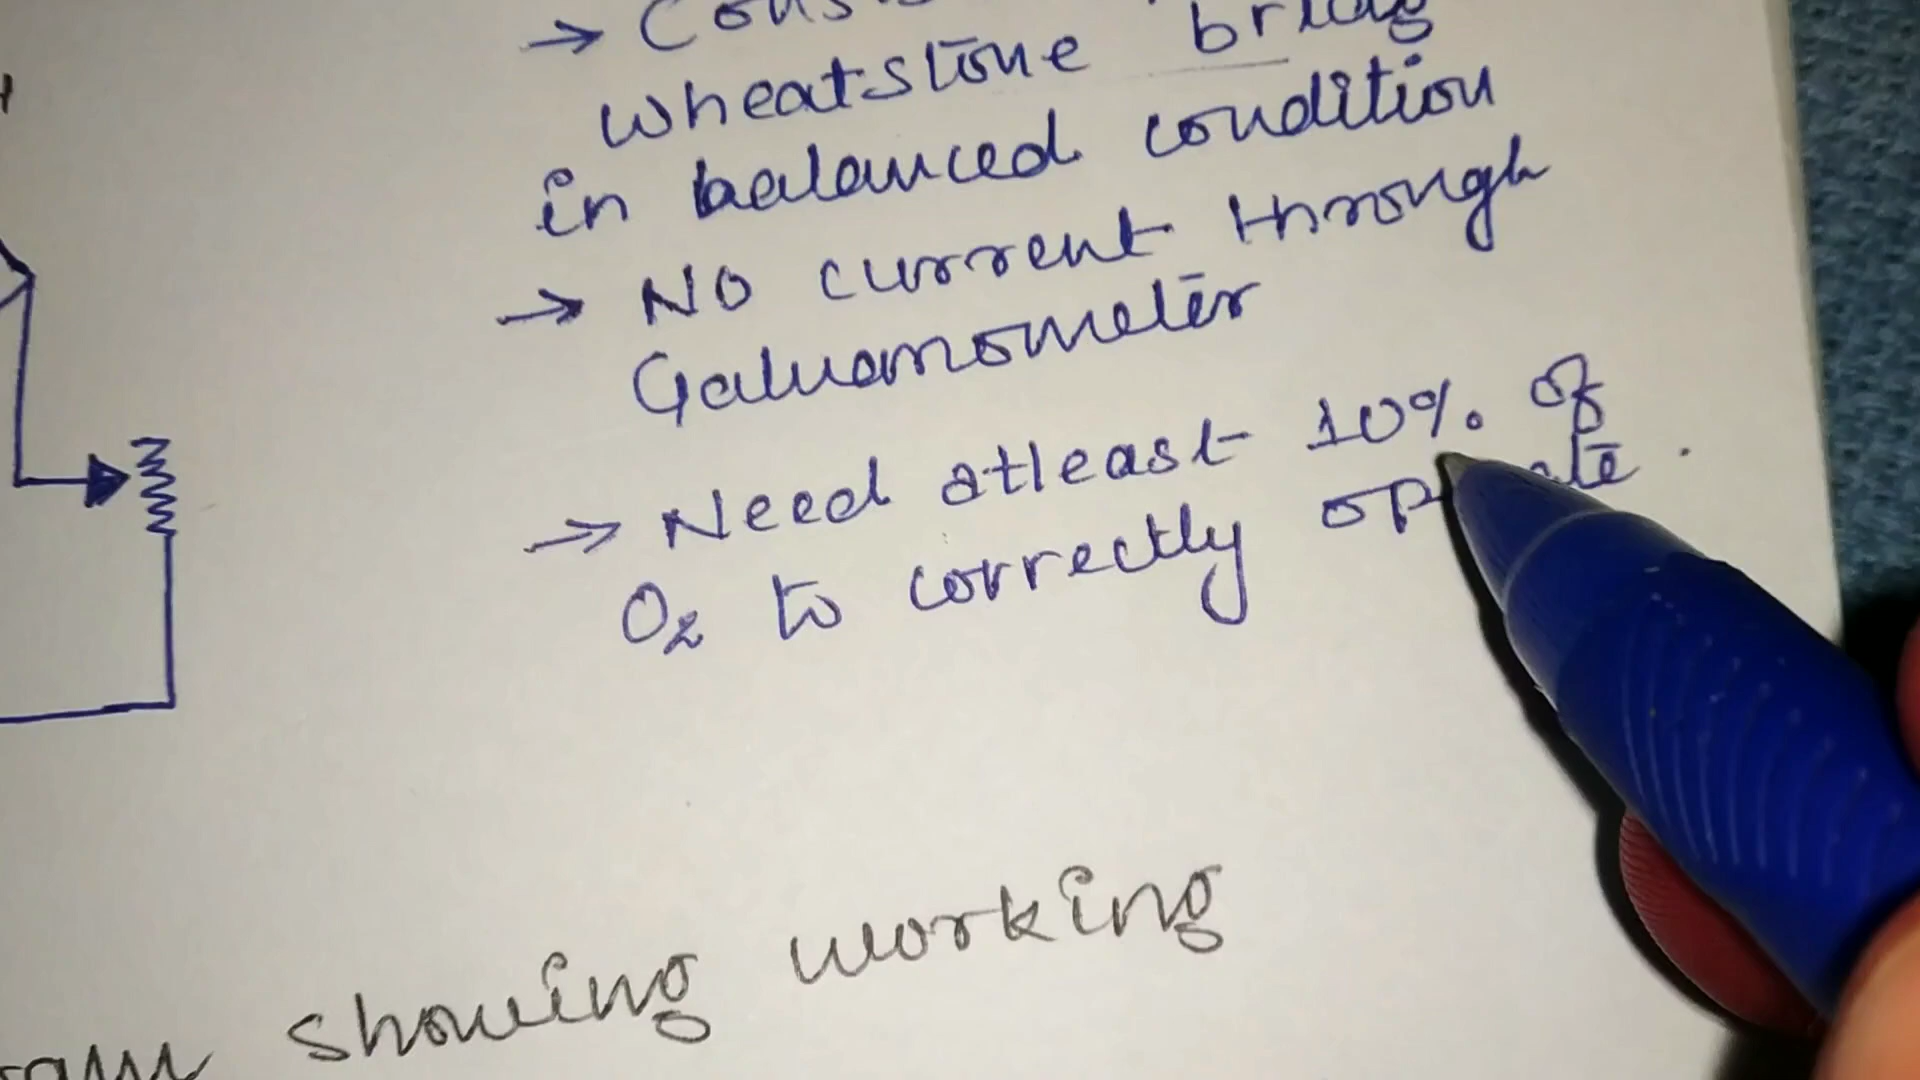 →
wheatstone
in balanced condition
→ No current through
Galvanometer
→ Need atleast 10% of
O2 to correctly
showing working